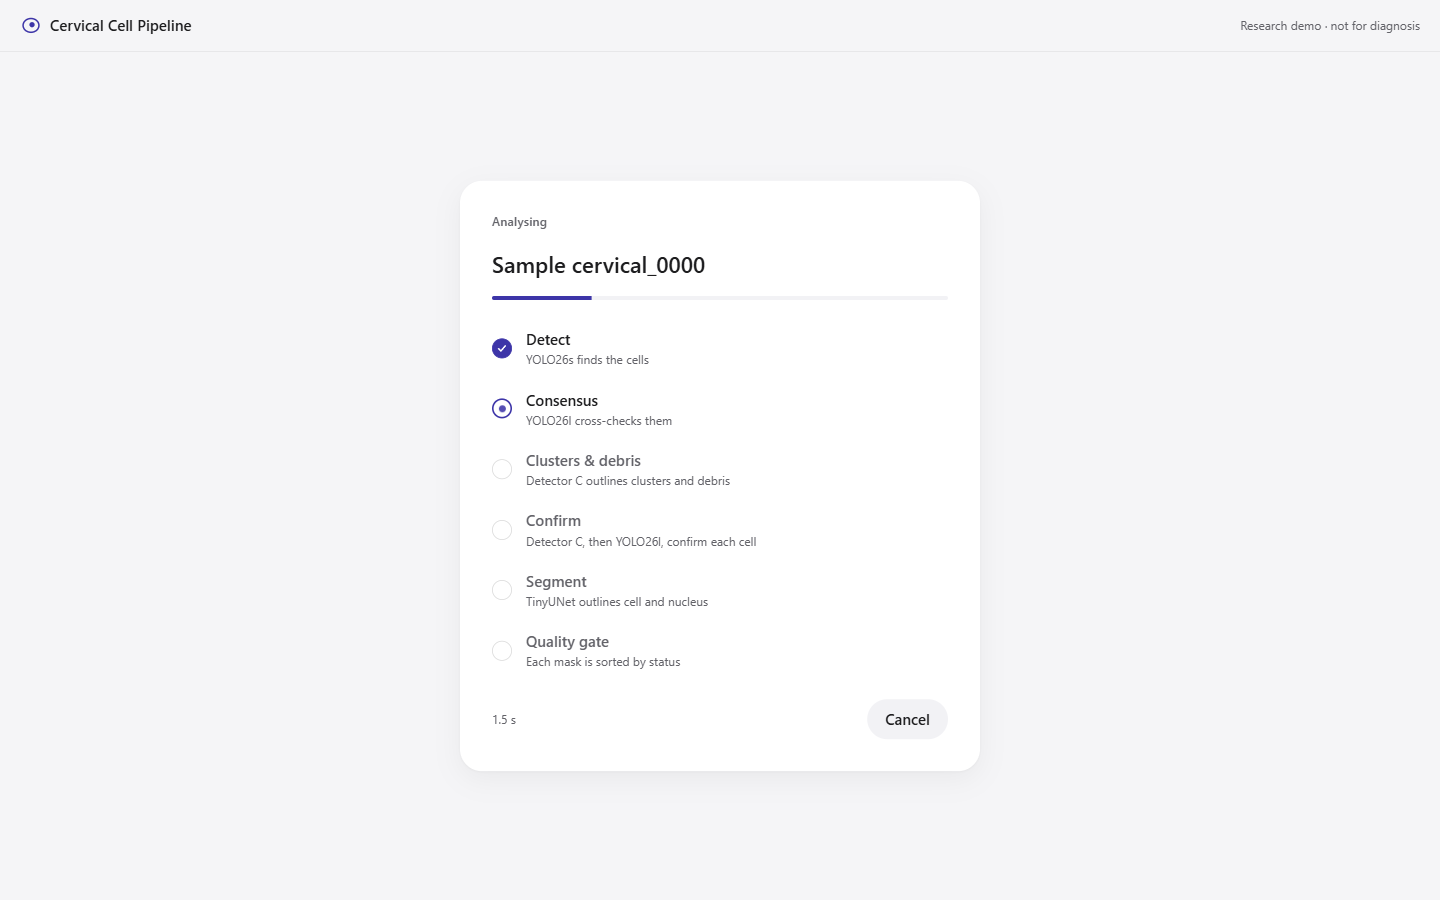 Cervical Cell Pipeline
Research demo · not for diagnosis
Analysing
Sample cervical_0000
Detect
YOLO26s finds the cells
Consensus
YOLO26l cross-checks them
Clusters & debris
Detector C outlines clusters and debris
Confirm
Detector C, then YOLO26l, confirm each cell
Segment
TinyUNet outlines cell and nucleus
Quality gate
Each mask is sorted by status
1.5 s
Cancel